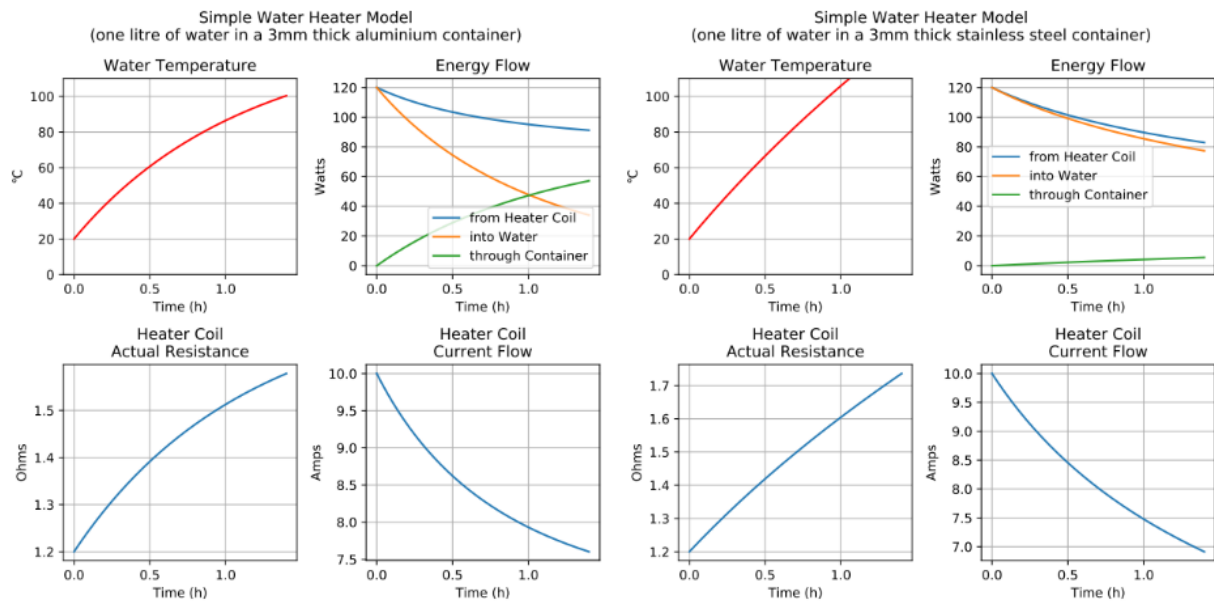 Simple Water Heater Model
(one litre of water in a 3mm thick aluminium container)
Water Temperature
100
80
60
40
20
0
°C
0.0 0.5 1.0
Time (h)
Energy Flow
120
100
80
60
40
20
0
Watts
from Heater Coil
into Water
through Container
0.0 0.5 1.0
Time (h)
Heater Coil
Actual Resistance
1.5
1.4
1.3
1.2
Ohms
0.0 0.5 1.0
Time (h)
Heater Coil
Current Flow
10.0
9.5
9.0
8.5
8.0
7.5
Amps
0.0 0.5 1.0
Time (h)
Simple Water Heater Model
(one litre of water in a 3mm thick stainless steel container)
Water Temperature
100
80
60
40
20
0
°C
0.0 0.5 1.0
Time (h)
Energy Flow
120
100
80
60
40
20
0
Watts
from Heater Coil
into Water
through Container
0.0 0.5 1.0
Time (h)
Heater Coil
Actual Resistance
1.7
1.6
1.5
1.4
1.3
1.2
Ohms
0.0 0.5 1.0
Time (h)
Heater Coil
Current Flow
10.0
9.5
9.0
8.5
8.0
7.5
7.0
Amps
0.0 0.5 1.0
Time (h)